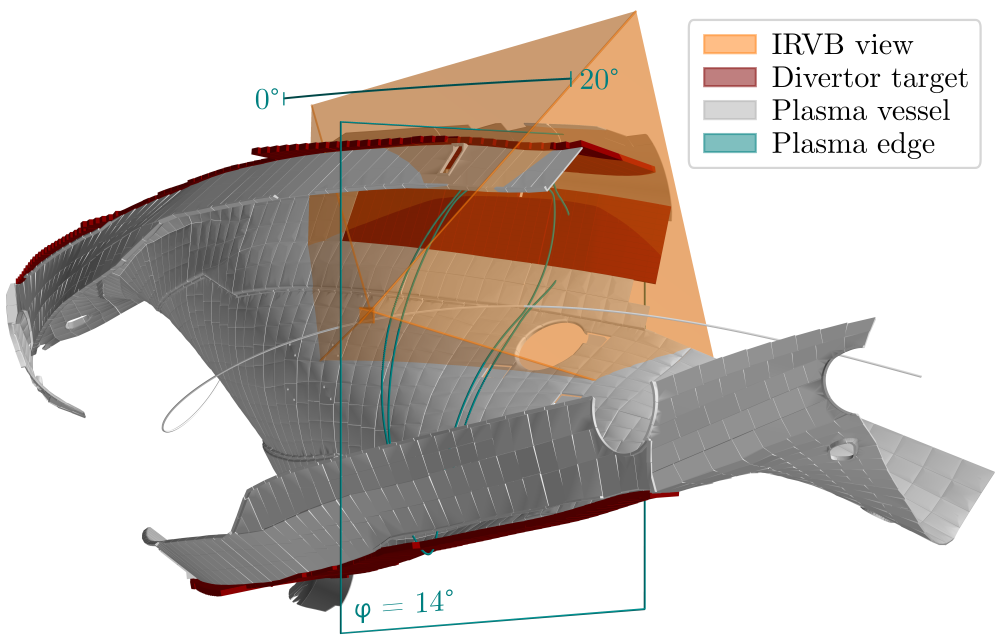 0°
20°
IRVB view
Divertor target
Plasma vessel
Plasma edge
φ = 14°